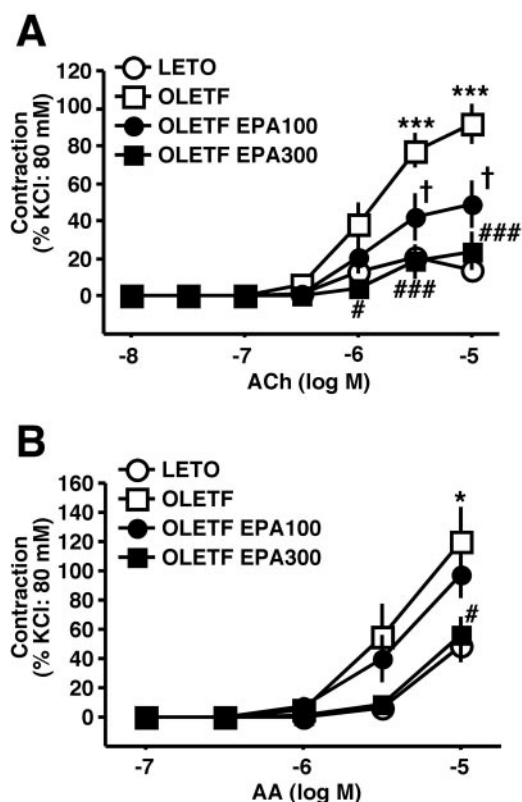 A
LETO
OLETF
OLETF EPA100
OLETF EPA300
Contraction
(% KCl: 80 mM)
120
100
80
60
40
20
0
***
***
†
†
###
###
#
-8
-7
-6
-5
ACh (log M)
B
LETO
OLETF
OLETF EPA100
OLETF EPA300
Contraction
(% KCl: 80 mM)
160
140
120
100
80
60
40
20
0
*
#
-7
-6
-5
AA (log M)